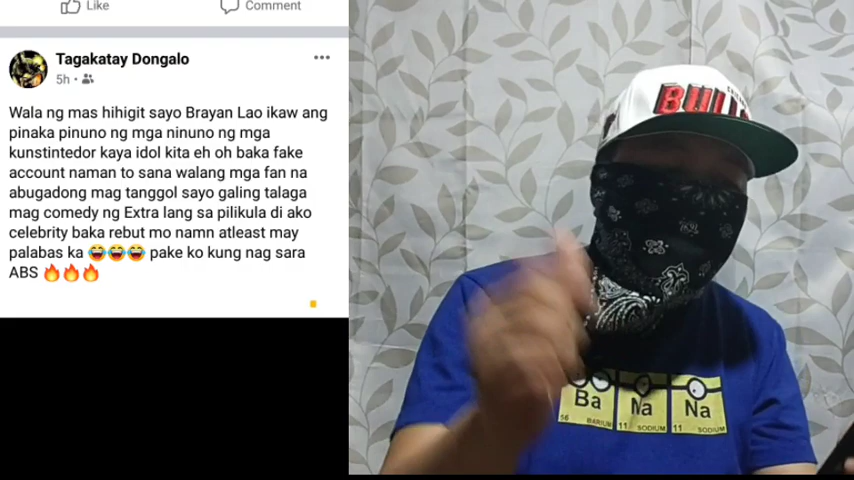 Like
Comment
Tagakatay Dongalo
5h
Wala ng mas hihigit sayo Brayan Lao ikaw ang
pinaka pinuno ng mga ninuno ng mga
kunstintedor kaya idol kita eh oh baka fake
account naman to sana walang mga fan na
abugadong mag tanggol sayo galing talaga
mag comedy ng Extra lang sa pilikula di ako
celebrity baka rebut mo namn atleast may
palabas ka 😂😂😂 pake ko kung nag sara
ABS 🔥🔥🔥
Ba Na Na
56 BARIUM 11 SODIUM 11 SODIUM